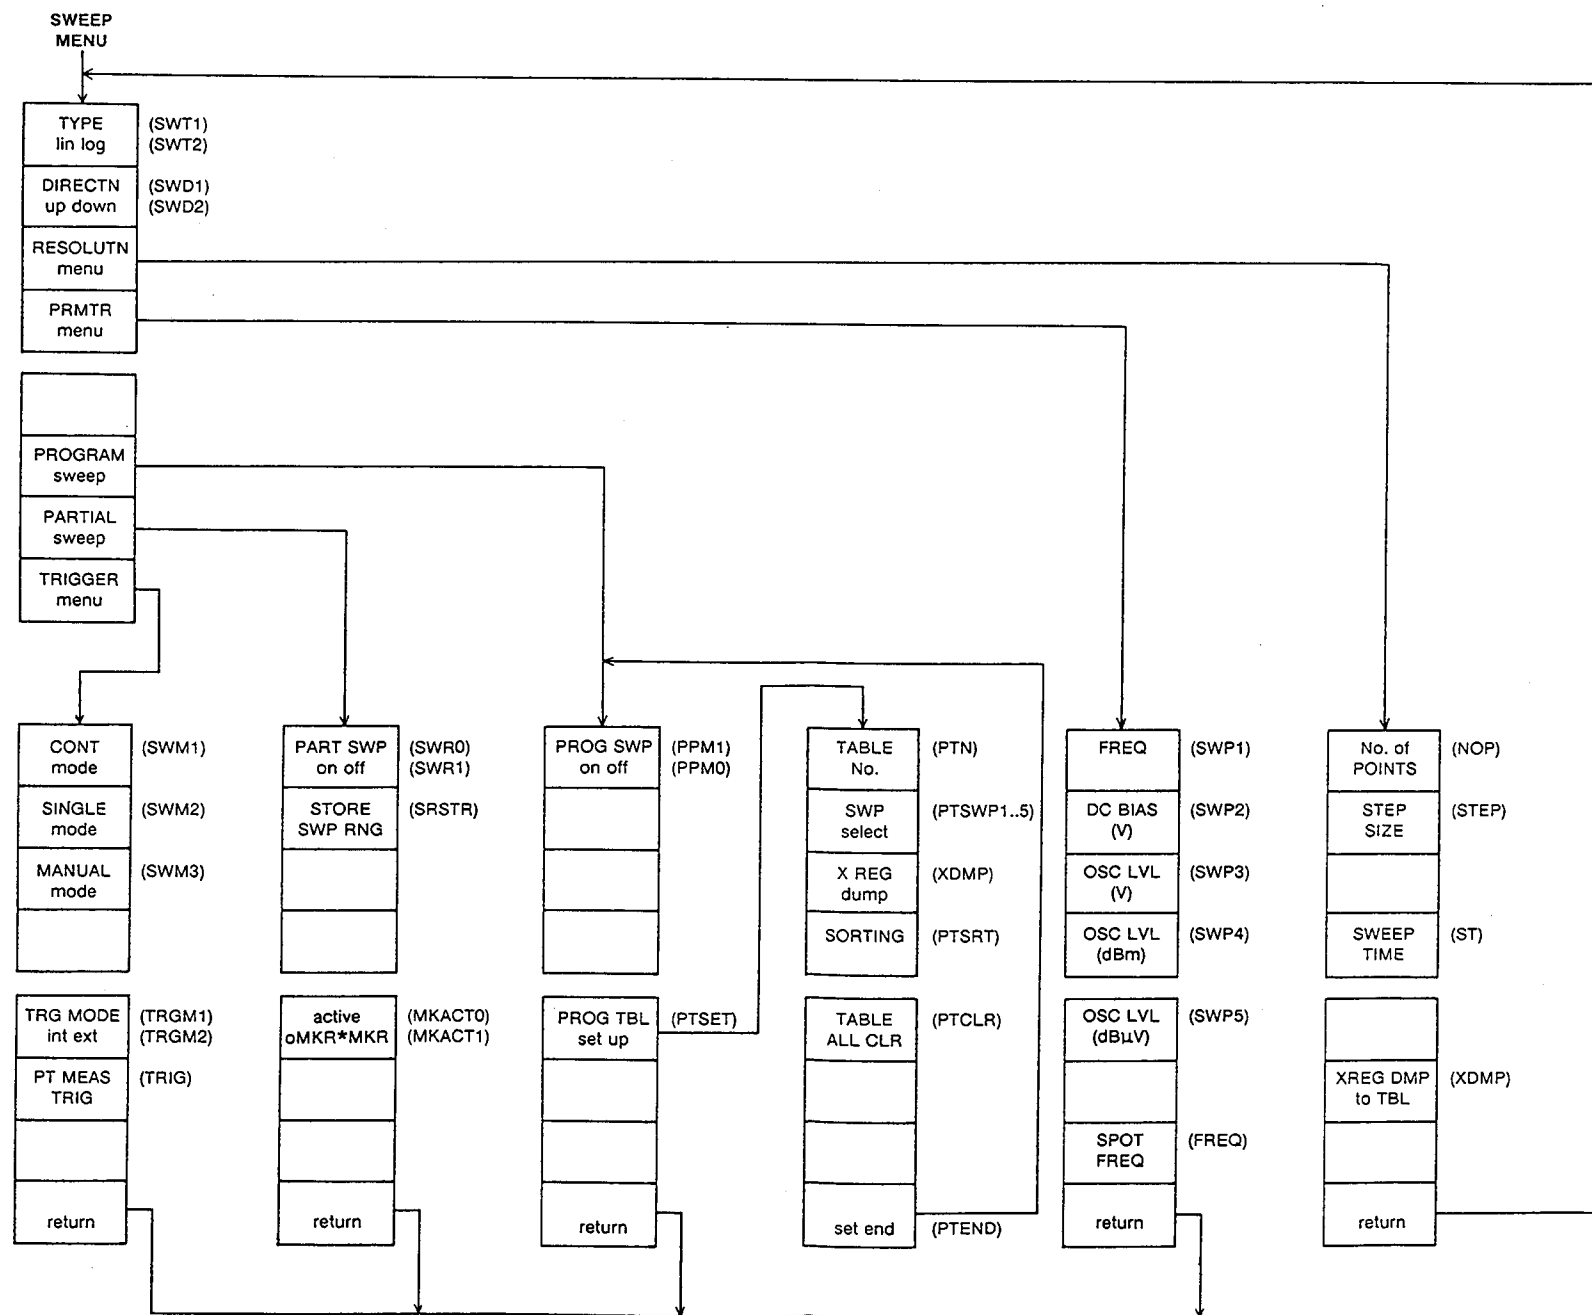 SWEEP
MENU
TYPE
lin log
(SWT1)
(SWT2)
DIRECTN
up down
(SWD1)
(SWD2)
RESOLUTN
menu
PRMTR
menu
PROGRAM
sweep
PARTIAL
sweep
TRIGGER
menu
CONT
mode
(SWM1)
SINGLE
mode
(SWM2)
MANUAL
mode
(SWM3)
TRG MODE
int ext
(TRGM1)
(TRGM2)
PT MEAS
TRIG
(TRIG)
return
PART SWP
on off
(SWR0)
(SWR1)
STORE
SWP RNG
(SRSTR)
active
oMKR*MKR
(MKACT0)
(MKACT1)
return
PROG SWP
on off
(PPM1)
(PPM0)
PROG TBL
set up
(PTSET)
return
TABLE
No.
(PTN)
SWP
select
(PTSWP1..5)
X REG
dump
(XDMP)
SORTING
(PTSRT)
TABLE
ALL CLR
(PTCLR)
set end
(PTEND)
FREQ
(SWP1)
DC BIAS
(V)
(SWP2)
OSC LVL
(V)
(SWP3)
OSC LVL
(dBm)
(SWP4)
OSC LVL
(dBµV)
(SWP5)
SPOT
FREQ
(FREQ)
return
No. of
POINTS
(NOP)
STEP
SIZE
(STEP)
SWEEP
TIME
(ST)
XREG DMP
to TBL
(XDMP)
return